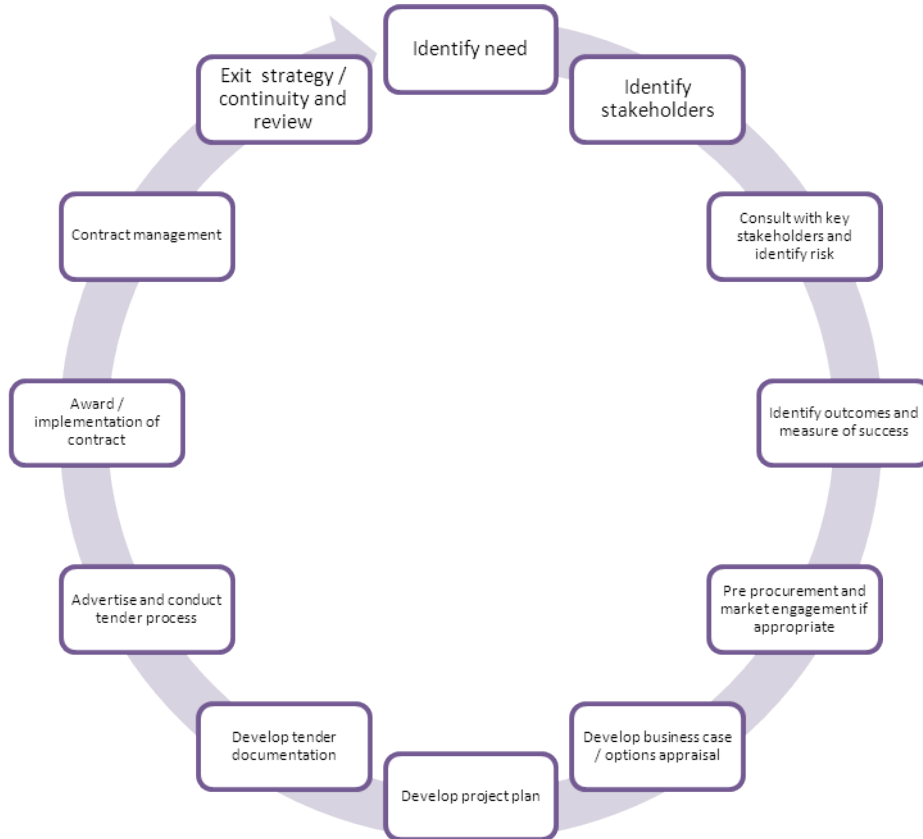 Identify need
Identify
stakeholders
Consult with key
stakeholders and
identify risk
Identify outcomes and
measure of success
Pre procurement and
market engagement if
appropriate
Develop business case
/ options appraisal
Develop project plan
Develop tender
documentation
Advertise and conduct
tender process
Award /
implementation of
contract
Contract management
Exit strategy /
continuity and
review